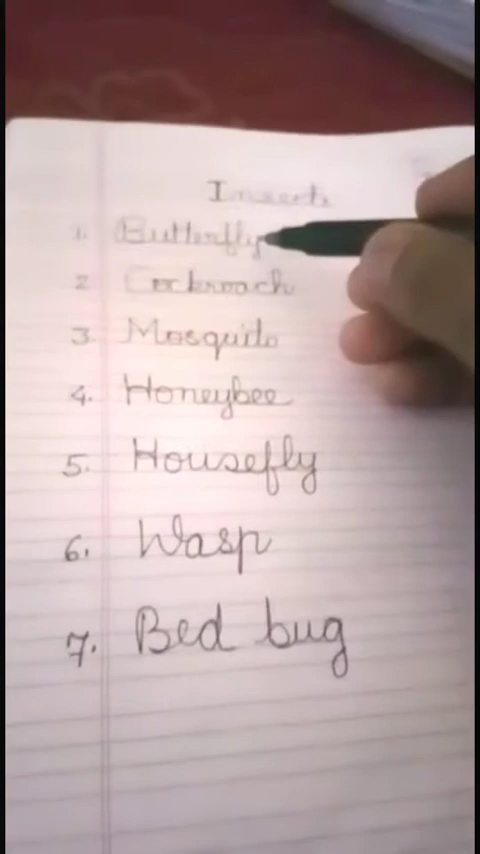 Insects
1. Butterfly
2 Cockroach
3. Mosquito
4. Honeybee
5. Housefly
6. Wasp
7. Bed bug